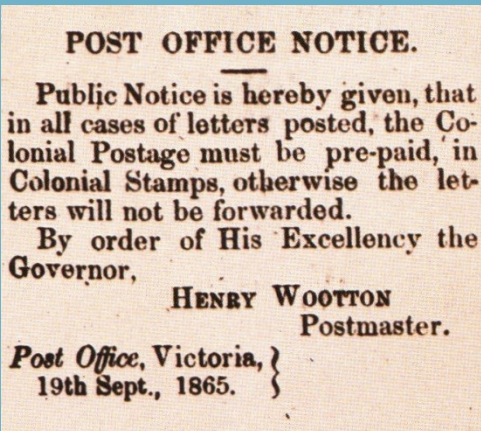 POST OFFICE NOTICE.
Public Notice is hereby given, that
in all cases of letters posted, the Co-
lonial Postage must be pre-paid, in
Colonial Stamps, otherwise the let-
ters will not be forwarded.
By order of His Excellency the
Governor,
HENRY WOOTTON
Postmaster.
Post Office, Victoria, }
19th Sept., 1865.